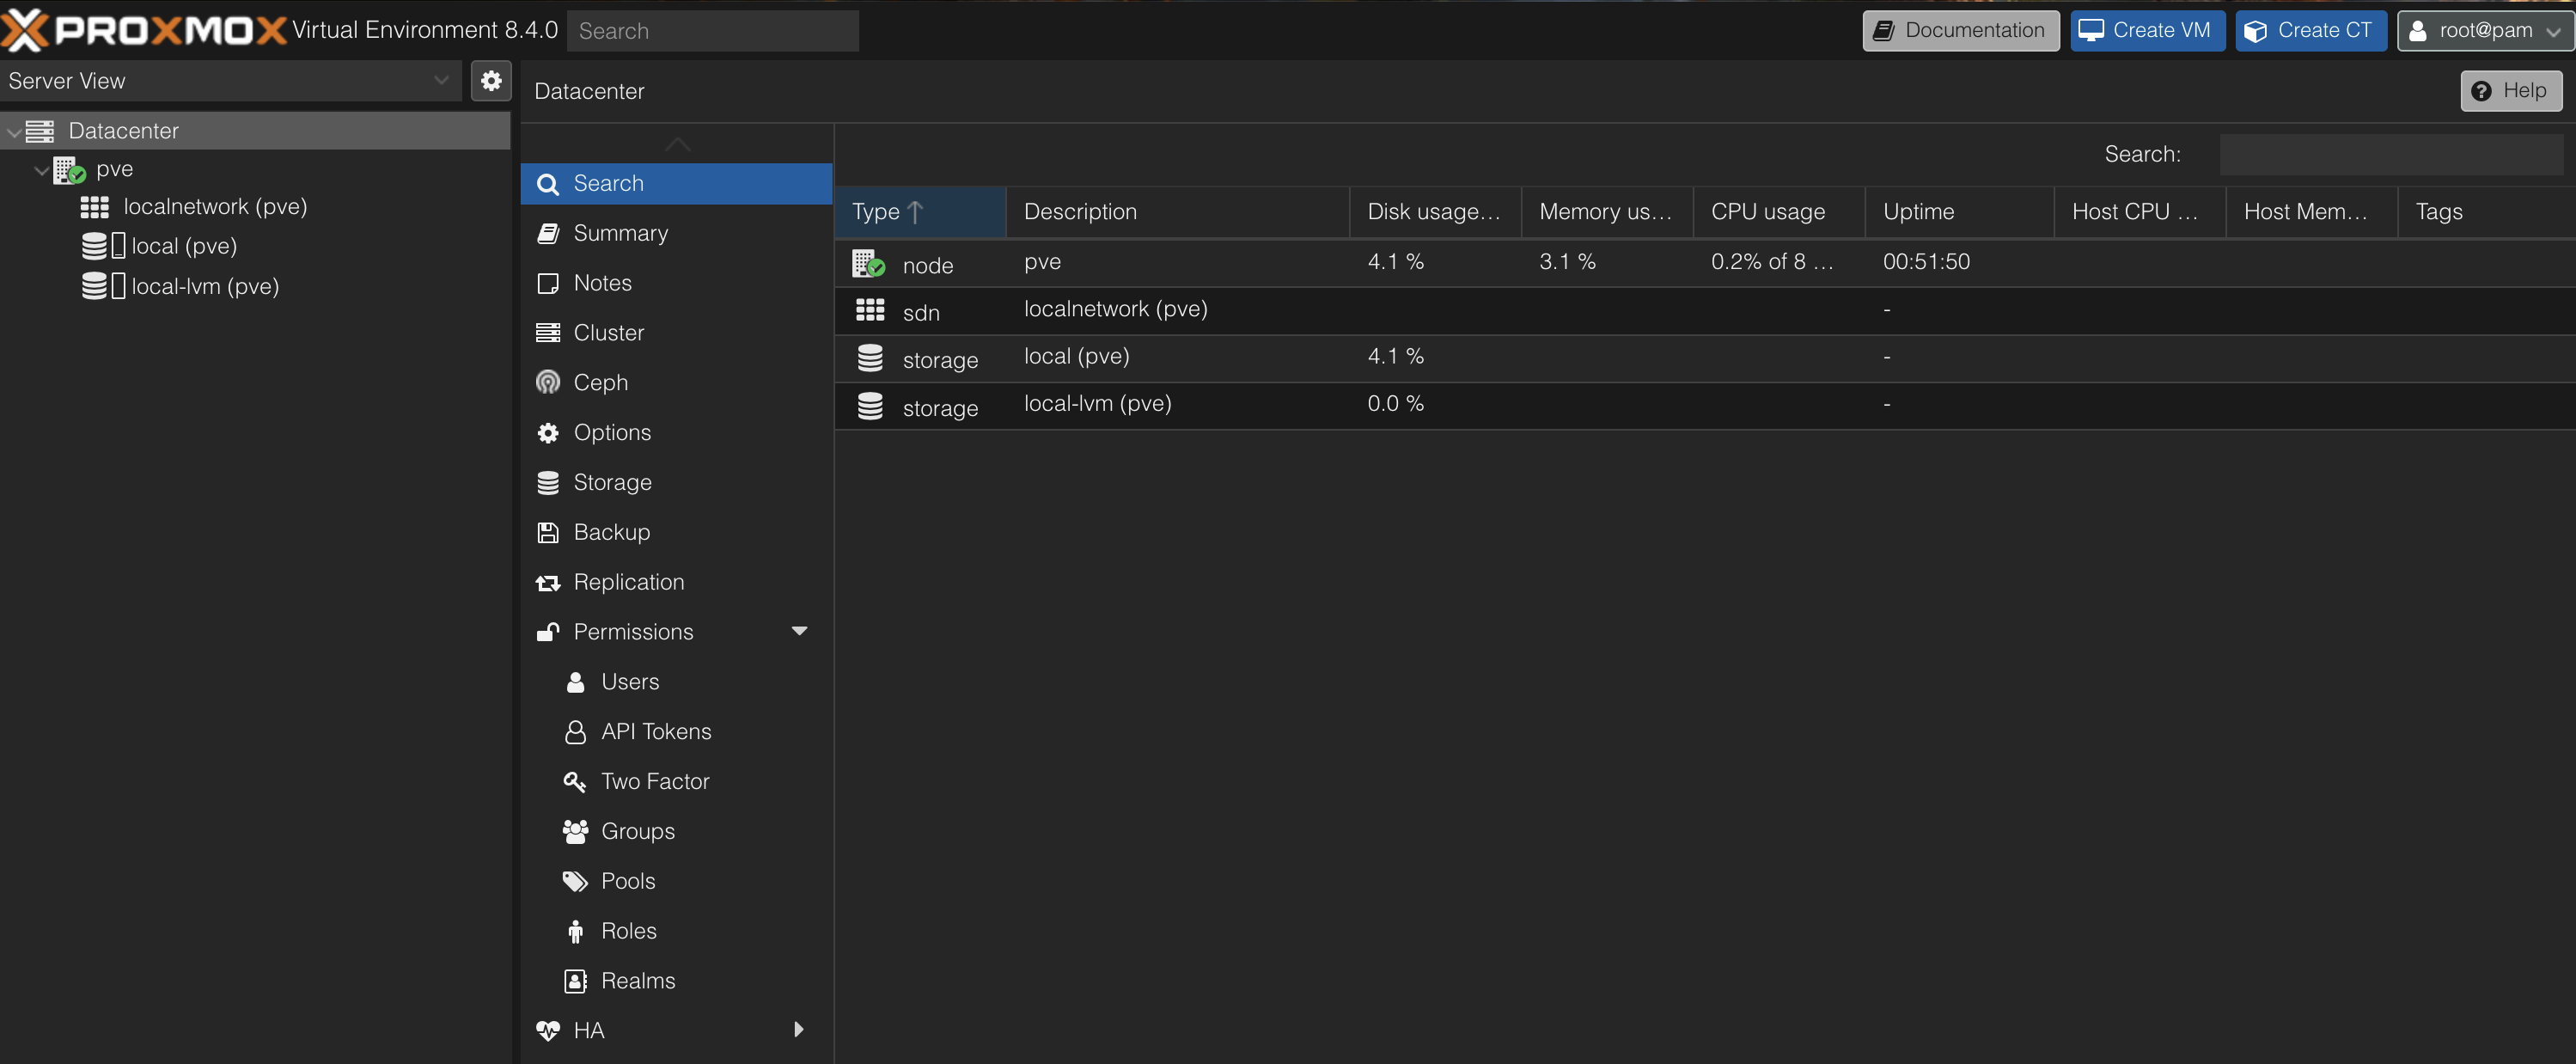 PROXMOX Virtual Environment 8.4.0 Search Documentation Create VM Create CT root@pam
Server View
Datacenter
pve
localnetwork (pve)
local (pve)
local-lvm (pve)
Datacenter Help
Search
Summary
Notes
Cluster
Ceph
Options
Storage
Backup
Replication
Permissions
Users
API Tokens
Two Factor
Groups
Pools
Roles
Realms
HA
Search:
Type Description Disk usage... Memory us... CPU usage Uptime Host CPU ... Host Mem... Tags
node pve 4.1 % 3.1 % 0.2% of 8 ... 00:51:50
sdn localnetwork (pve) -
storage local (pve) 4.1 % -
storage local-lvm (pve) 0.0 % -